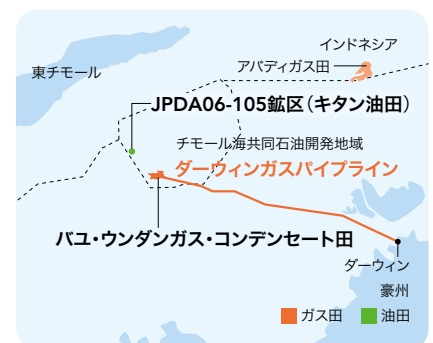 インドネシア
アバディガス田
東チモール
JPDA06-105鉱区(キタン油田)
チモール海共同石油開発地域
ダーウィンガスパイプライン
バユ・ウンダンガス・コンデンセート田
ダーウィン
豪州
ガス田 油田